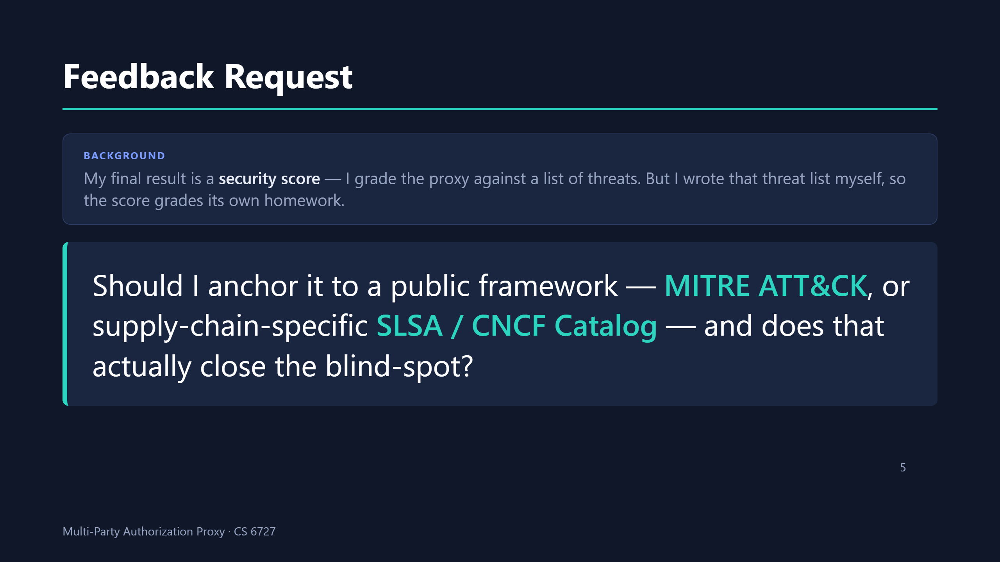 Feedback Request
BACKGROUND
My final result is a security score — I grade the proxy against a list of threats. But I wrote that threat list myself, so
the score grades its own homework.
Should I anchor it to a public framework — MITRE ATT&CK, or
supply-chain-specific SLSA / CNCF Catalog — and does that
actually close the blind-spot?
5
Multi-Party Authorization Proxy · CS 6727